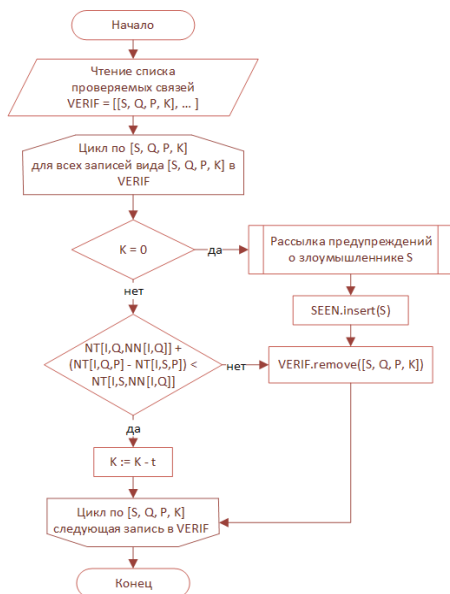 Начало
Чтение списка
проверяемых связей
VERIF = [[S, Q, P, K], ... ]
Цикл по [S, Q, P, K]
для всех записей вида [S, Q, P, K] в
VERIF
K = 0
да
Рассылка предупреждений
о злоумышленнике S
нет
SEEN.insert(S)
NT[I,Q,NN[I,Q]] +
(NT[I,Q,P] - NT[I,S,P]) <
NT[I,S,NN[I,Q]]
нет
VERIF.remove([S, Q, P, K])
да
K := K - t
Цикл по [S, Q, P, K]
следующая запись в VERIF
Конец